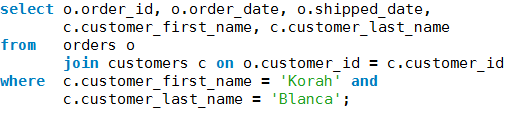 select o.order_id, o.order_date, o.shipped_date,
       c.customer_first_name, c.customer_last_name
from   orders o
       join customers c on o.customer_id = c.customer_id
where  c.customer_first_name = 'Korah' and
       c.customer_last_name = 'Blanca';